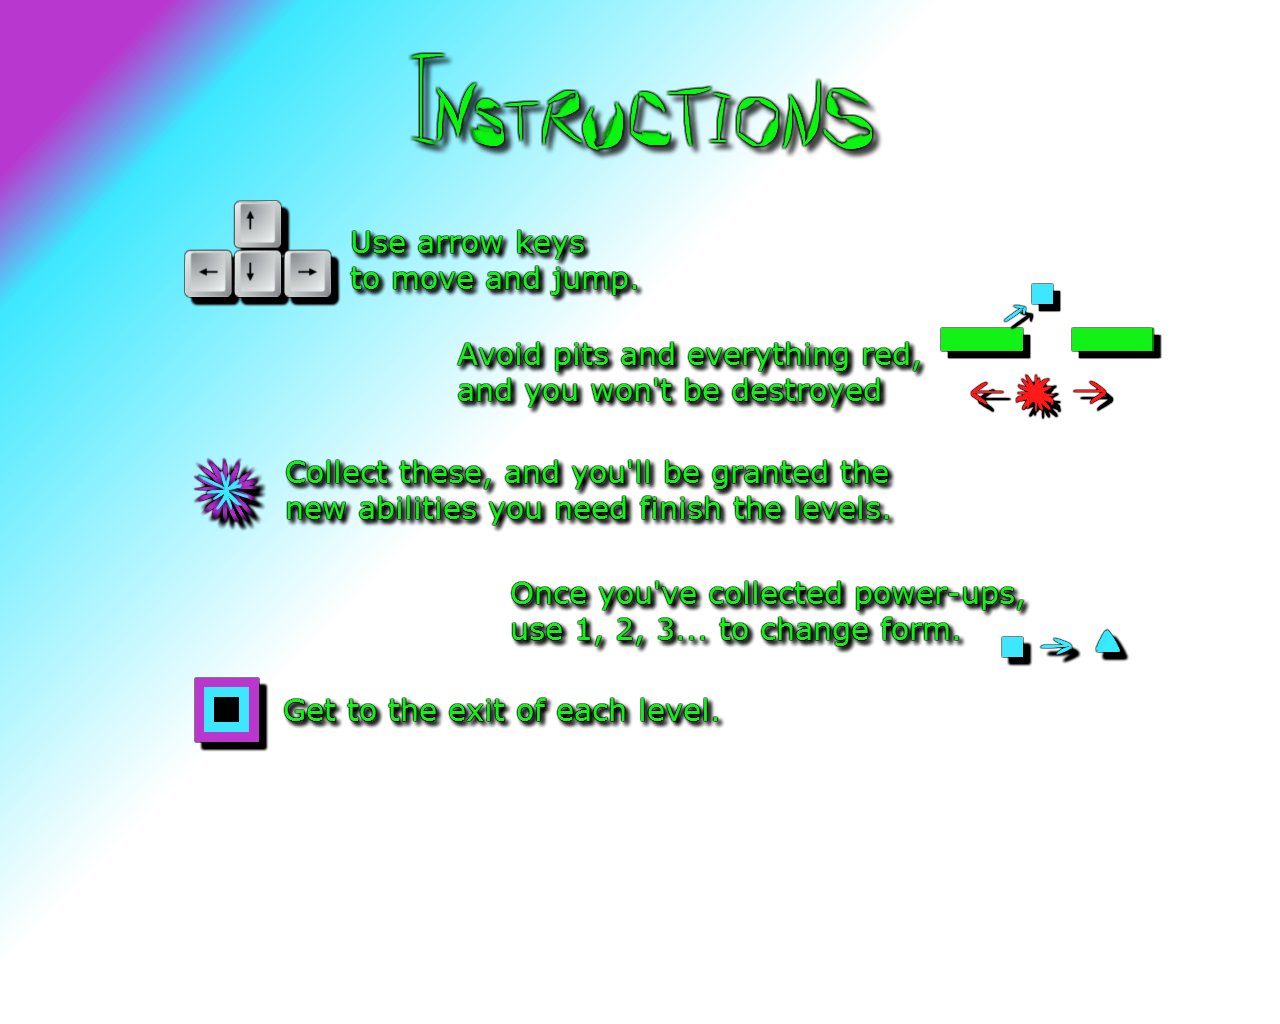 Instructions
Use arrow keys
to move and jump.
Avoid pits and everything red,
and you won't be destroyed
Collect these, and you'll be granted the
new abilities you need finish the levels.
Once you've collected power-ups,
use 1, 2, 3... to change form.
Get to the exit of each level.